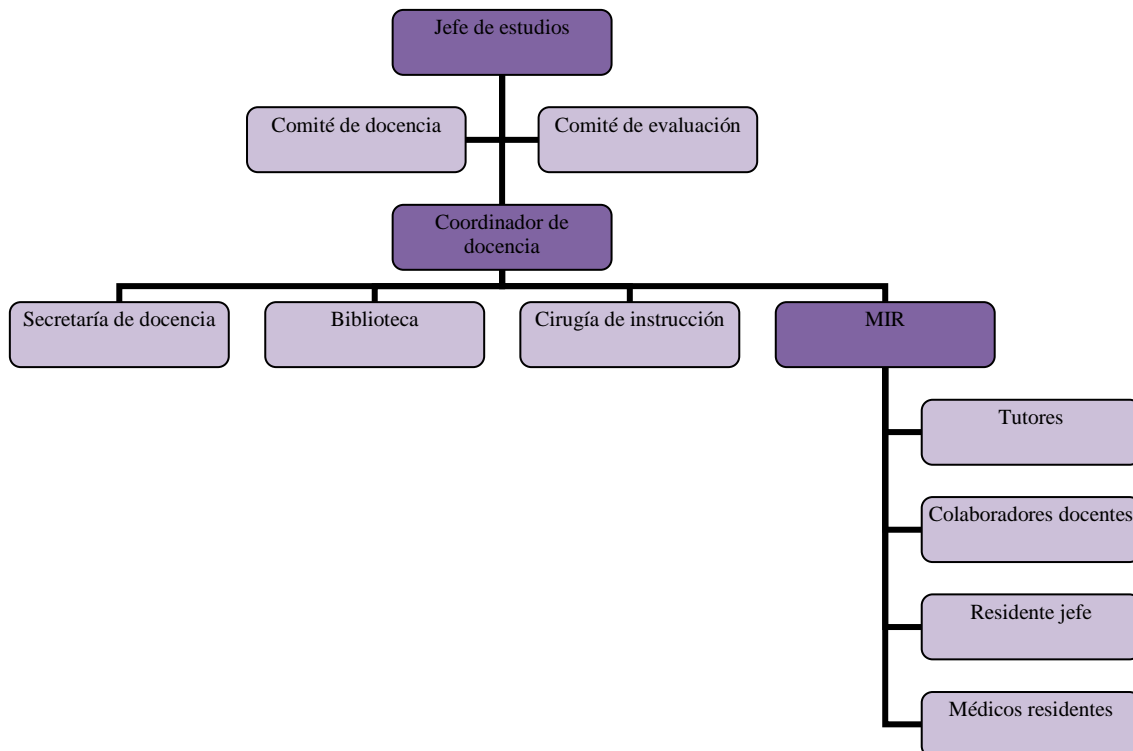 Jefe de estudios
Comité de docencia
Comité de evaluación
Coordinador de
docencia
Secretaría de docencia
Biblioteca
Cirugía de instrucción
MIR
Tutores
Colaboradores docentes
Residente jefe
Médicos residentes